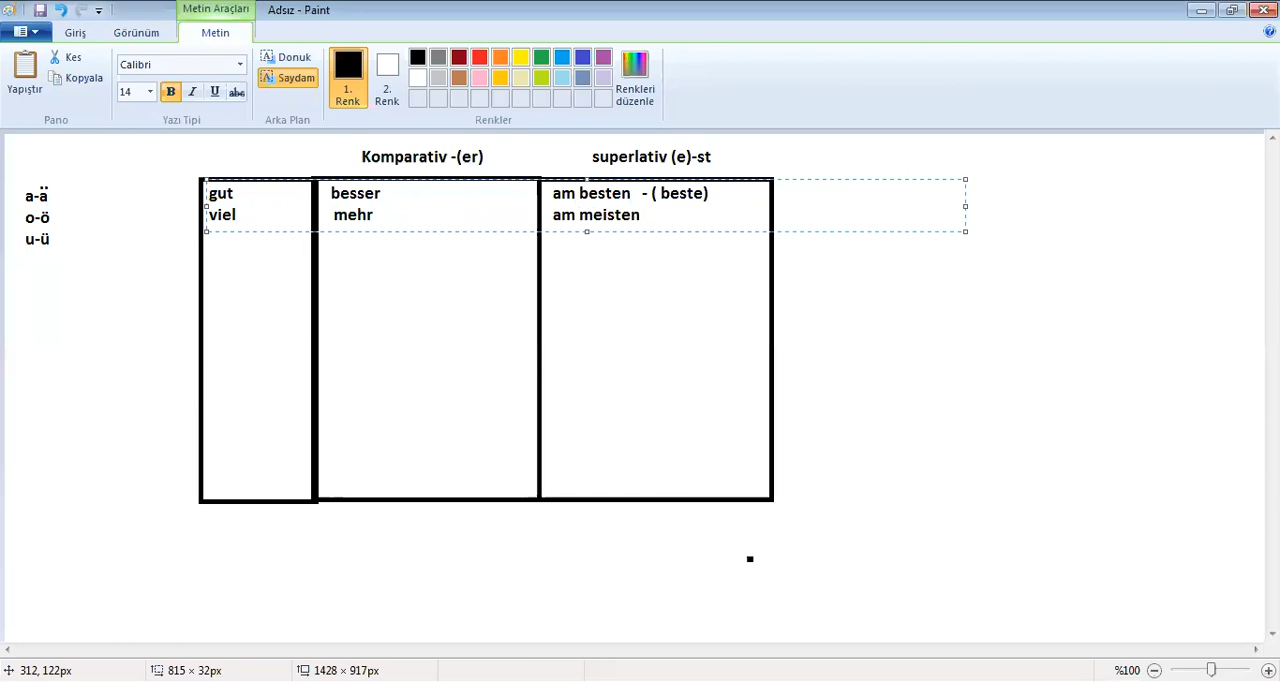 Metin Araçları
Adsız - Paint
Giriş
Görünüm
Metin
Yapıştır
Kes
Kopyala
Pano
Calibri
14
B I U abc
Yazı Tipi
Donuk
Saydam
Arka Plan
1. Renk
2. Renk
Renkleri düzenle
Renkler
Komparativ -(er)
superlativ (e)-st
a-ä
o-ö
u-ü
gut besser am besten - ( beste)
viel mehr am meisten
312, 122px
815 × 32px
1428 × 917px
%100